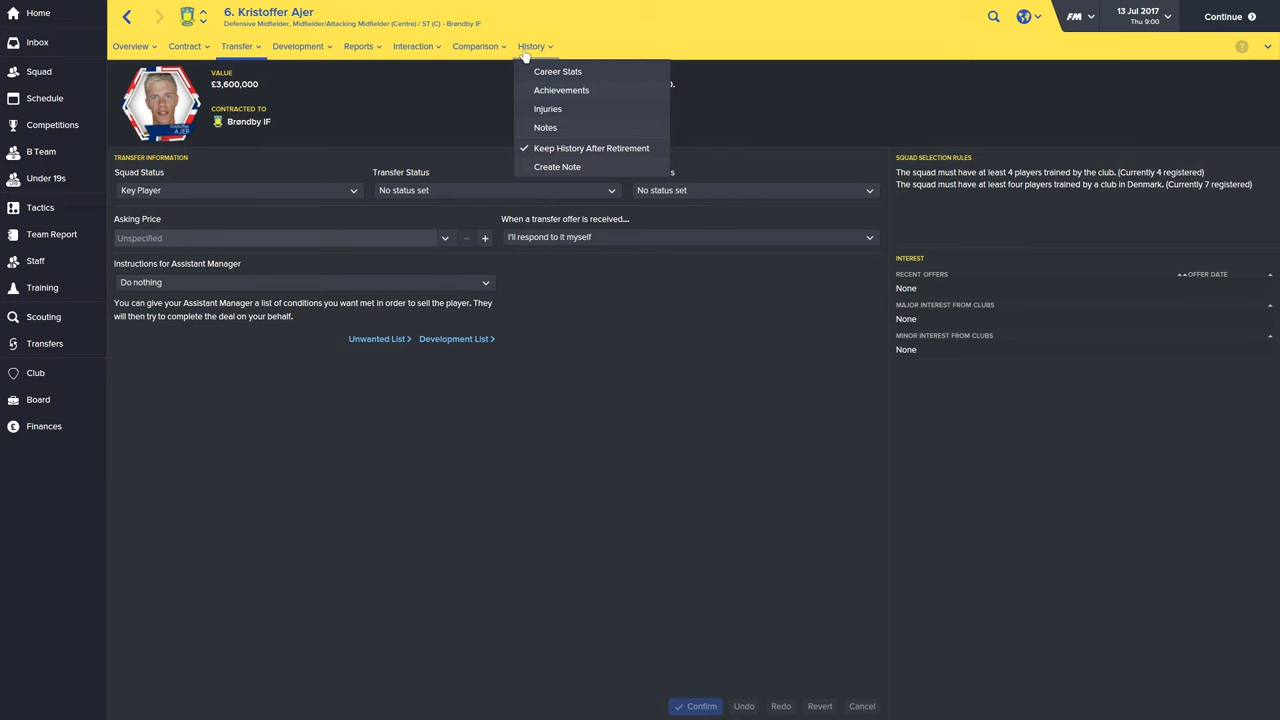 Home
Inbox
Squad
Schedule
Competitions
B Team
Under 19s
Tactics
Team Report
Staff
Training
Scouting
Transfers
Club
Board
Finances
6. Kristoffer Ajer
Defensive Midfielder, Midfielder/Attacking Midfielder (Centre) / ST (C) - Brøndby IF
FM
13 Jul 2017
Thu 9:00
Continue
Overview
Contract
Transfer
Development
Reports
Interaction
Comparison
History
?
Career Stats
Achievements
Injuries
Notes
Keep History After Retirement
Create Note
Kristoffer
AJER
VALUE
£3,600,000
CONTRACTED TO
Brøndby IF
TRANSFER INFORMATION
Squad Status
Transfer Status
Key Player
No status set
No status set
Asking Price
When a transfer offer is received...
Unspecified
I'll respond to it myself
Instructions for Assistant Manager
Do nothing
You can give your Assistant Manager a list of conditions you want met in order to sell the player. They
will then try to complete the deal on your behalf.
Unwanted List >
Development List >
SQUAD SELECTION RULES
The squad must have at least 4 players trained by the club. (Currently 4 registered)
The squad must have at least four players trained by a club in Denmark. (Currently 7 registered)
INTEREST
RECENT OFFERS
OFFER DATE
None
MAJOR INTEREST FROM CLUBS
None
MINOR INTEREST FROM CLUBS
None
Confirm
Undo
Redo
Revert
Cancel